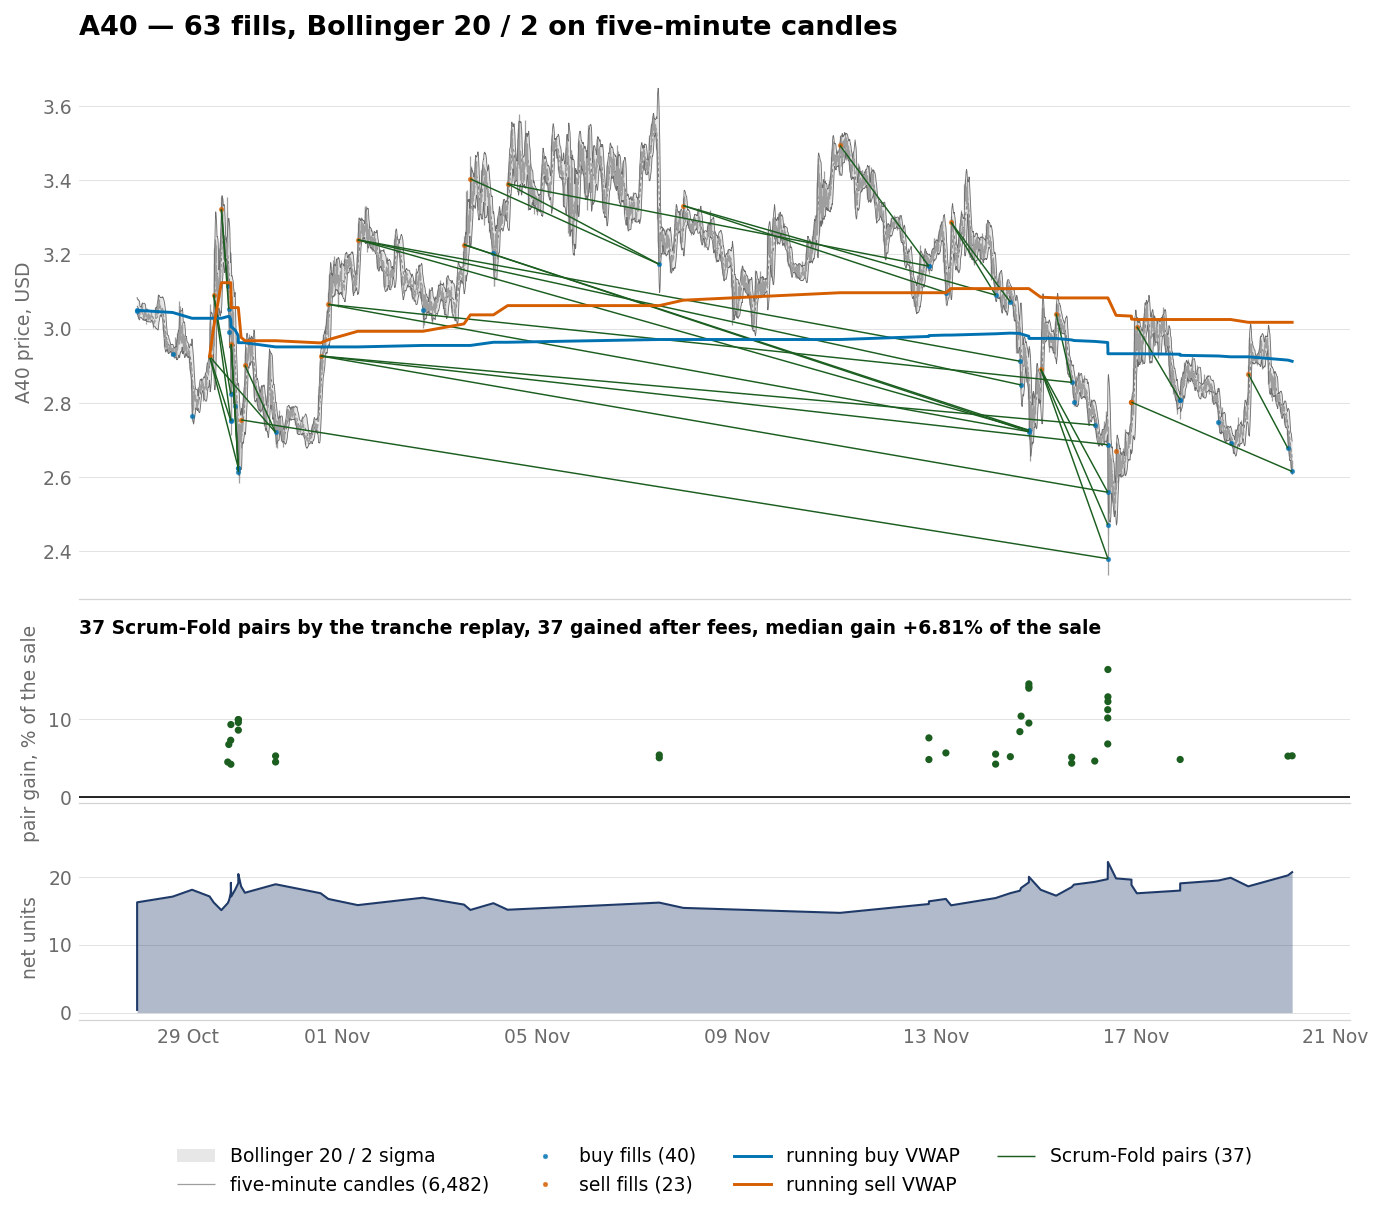 A40 — 63 fills, Bollinger 20 / 2 on five-minute candles
A40 price, USD
3.6
3.4
3.2
3.0
2.8
2.6
2.4
37 Scrum-Fold pairs by the tranche replay, 37 gained after fees, median gain +6.81% of the sale
pair gain, % of the sale
10
0
net units
20
10
0
29 Oct 01 Nov 05 Nov 09 Nov 13 Nov 17 Nov 21 Nov
Bollinger 20 / 2 sigma buy fills (40) running buy VWAP Scrum-Fold pairs (37)
five-minute candles (6,482) sell fills (23) running sell VWAP